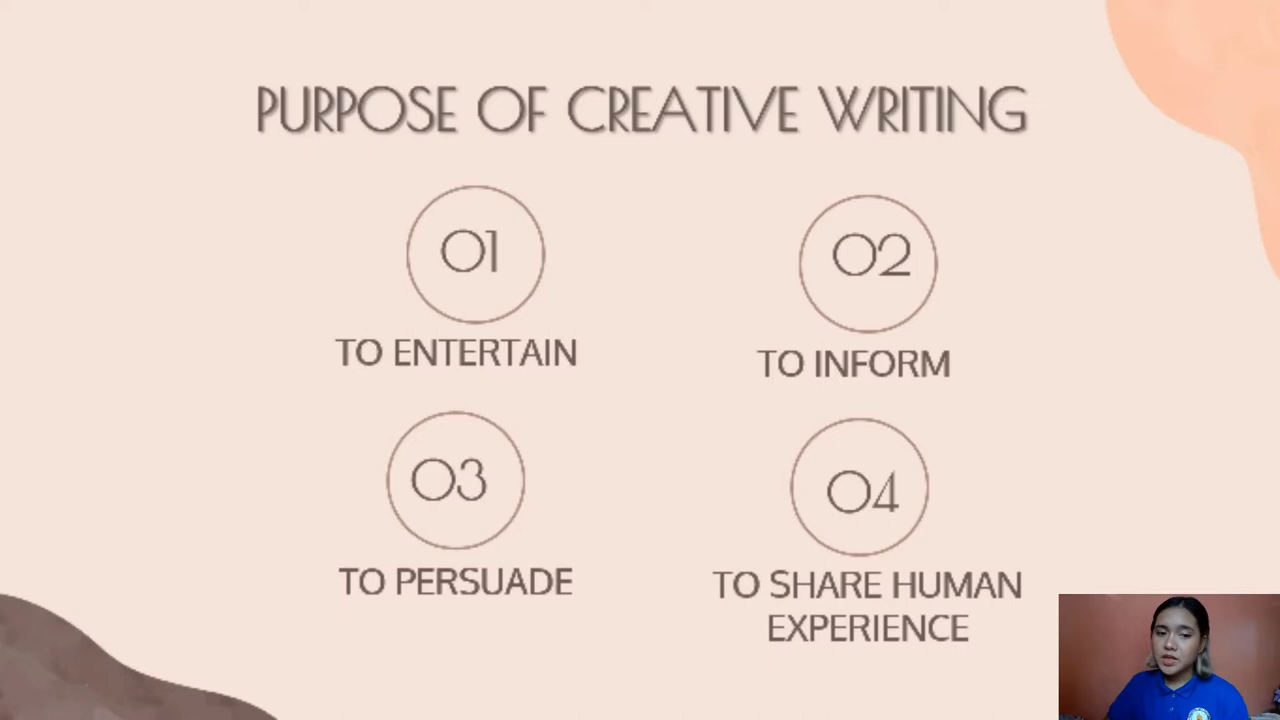 PURPOSE OF CREATIVE WRITING
01
02
TO ENTERTAIN
TO INFORM
03
04
TO PERSUADE
TO SHARE HUMAN
EXPERIENCE